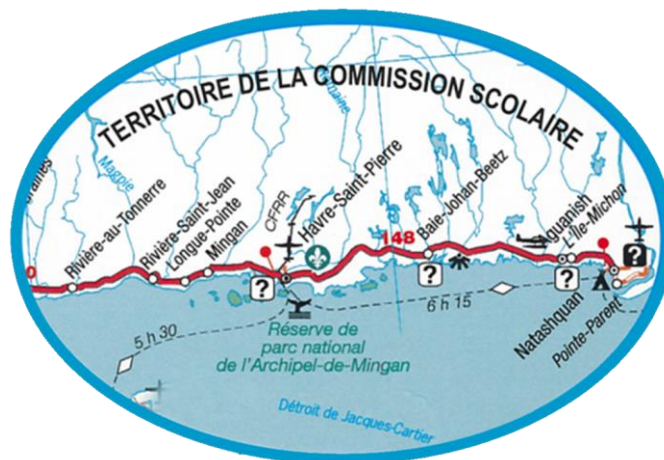 TERRITOIRE DE LA COMMISSION SCOLAIRE
Magpie
Rivière-au-Tonnerre
Rivière-Saint-Jean
Longue-Pointe
Mingan
CFRR
Havre-Saint-Pierre
148
Baie-Johan-Beetz
L'Île-Michon
?
?
?
?
Natashquan
Pointe-Parent
5 h 30
6 h 15
Réserve de
parc national
de l'Archipel-de-Mingan
Détroit de Jacques-Cartier